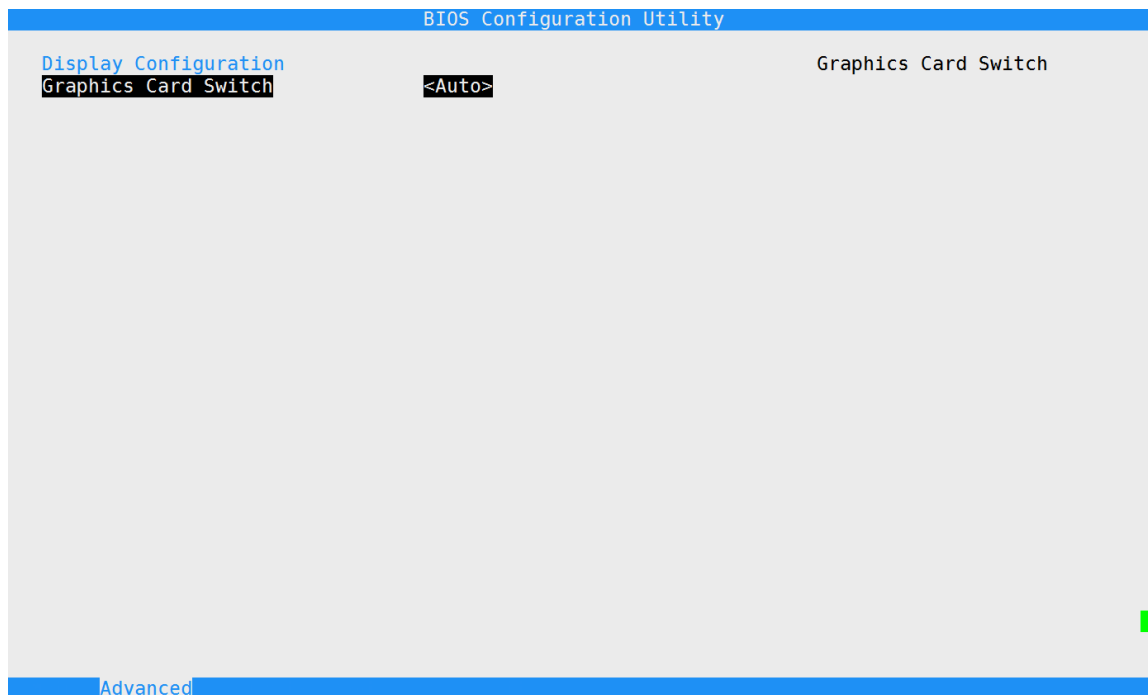 BIOS Configuration Utility
Display Configuration
Graphics Card Switch
Graphics Card Switch <Auto>
Advanced